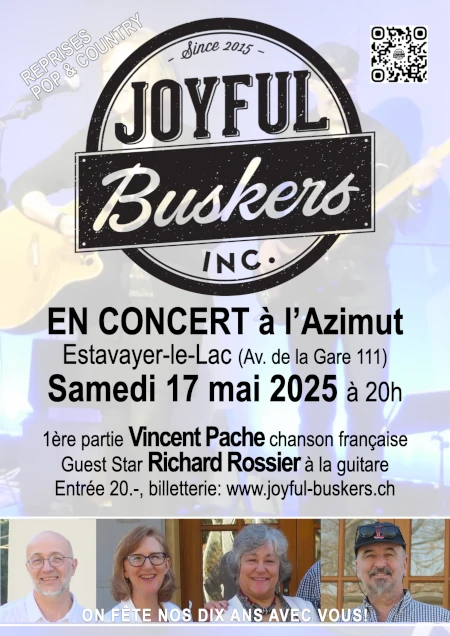 REPRISES
POP & COUNTRY
- Since 2015 -
JOYFUL
Buskers
INC.
EN CONCERT à l'Azimut
Estavayer-le-Lac (Av. de la Gare 111)
Samedi 17 mai 2025 à 20h
1ère partie Vincent Pache chanson française
Guest Star Richard Rossier à la guitare
Entrée 20.-, billetterie: www.joyful-buskers.ch
ON FÊTE NOS DIX ANS AVEC VOUS!